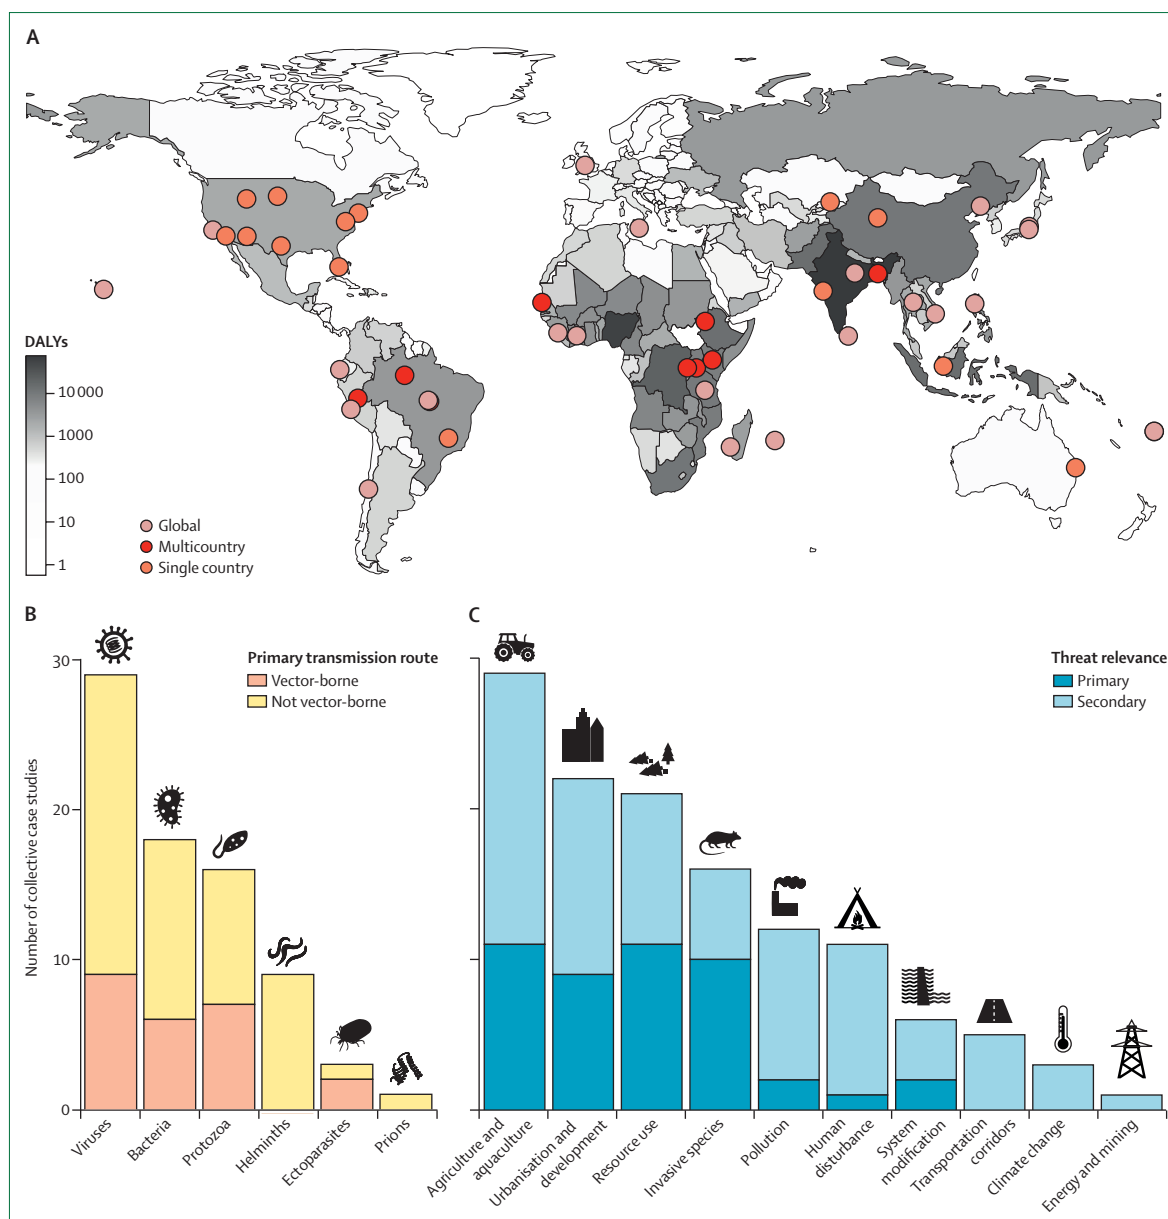 A
DALYs
10 000
1000
100
10
1
Global
Multicountry
Single country
B
Primary transmission route
Vector-borne
Not vector-borne
Number of collective case studies
30
20
10
0
Viruses
Bacteria
Protozoa
Helminths
Ectoparasites
Prions
C
Threat relevance
Primary
Secondary
Agriculture and
aquaculture
Urbanisation and
development
Resource use
Invasive species
Pollution
Human
disturbance
System
modification
Transportation
corridors
Climate change
Energy and mining